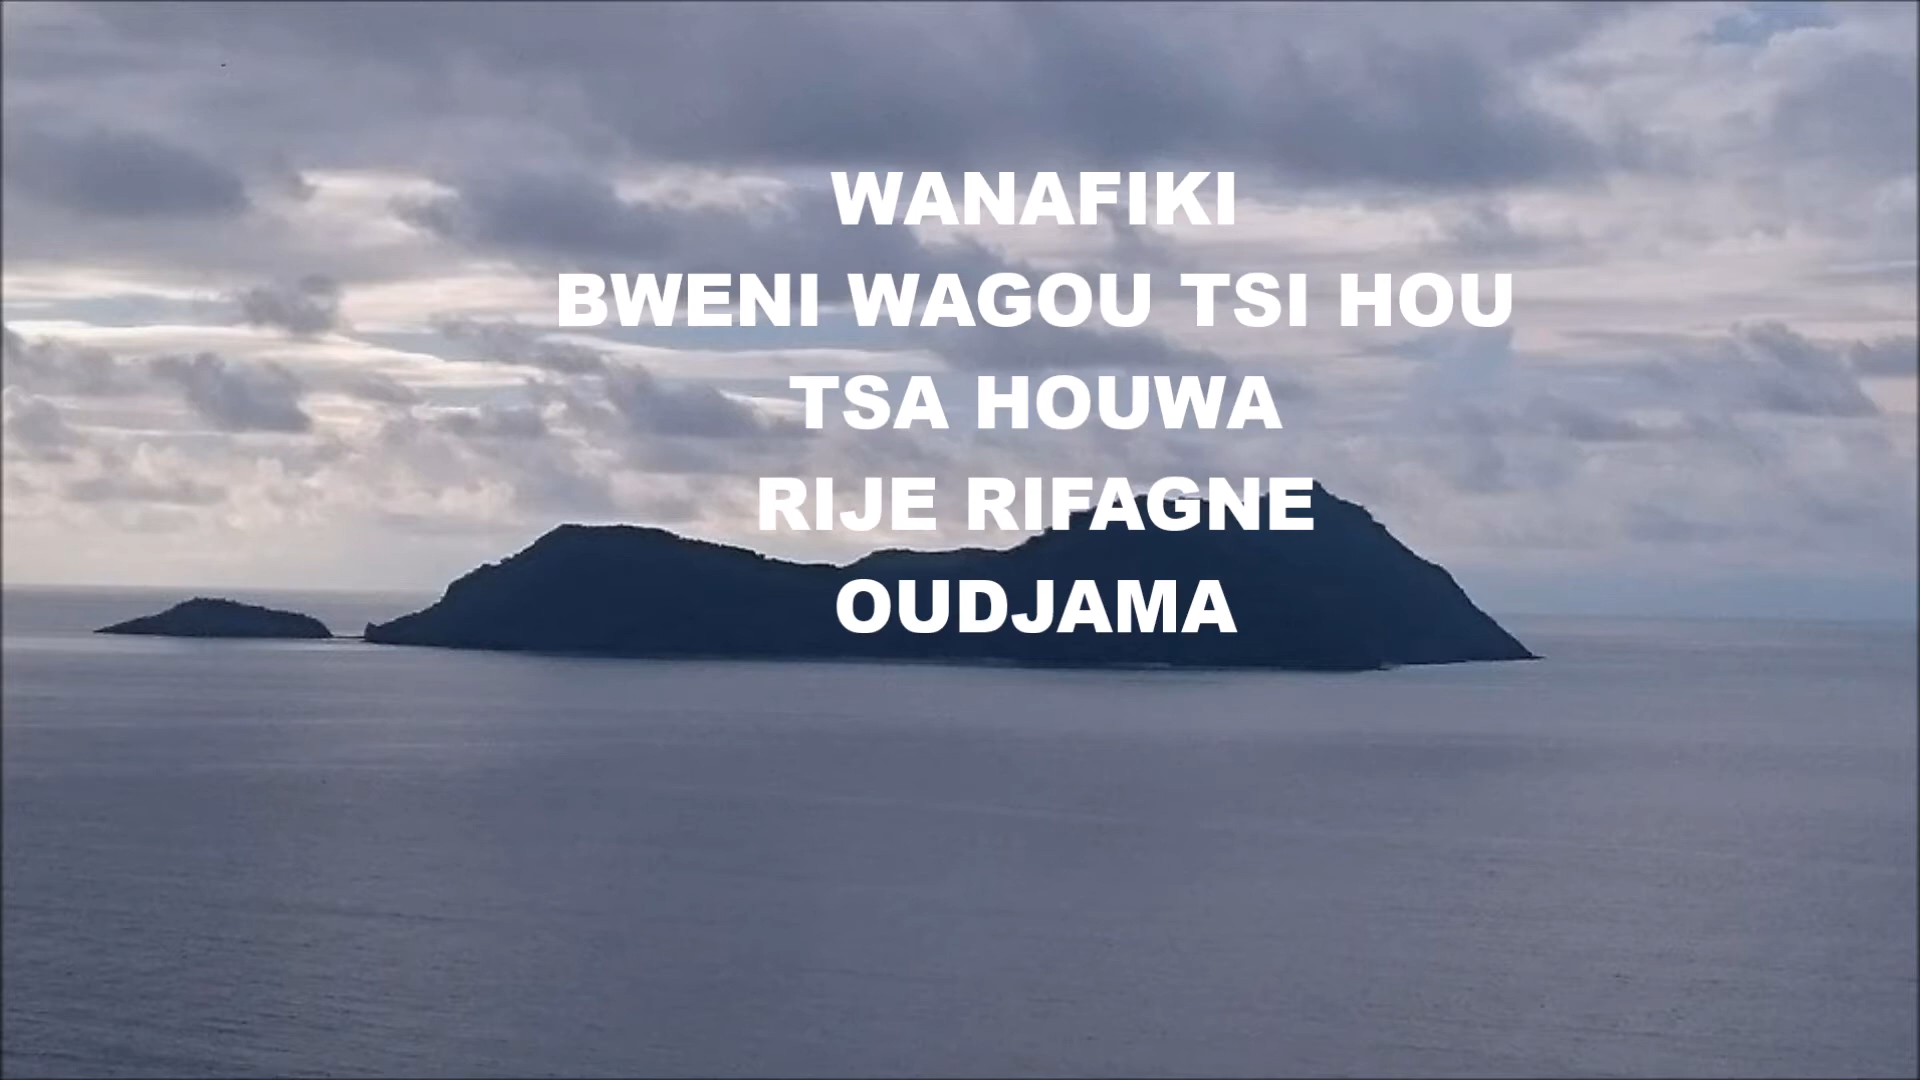 WANAFIKI
BWENI WAGOU TSI HOU
TSA HOUWA
RIJE RIFAGNE
OUDJAMA